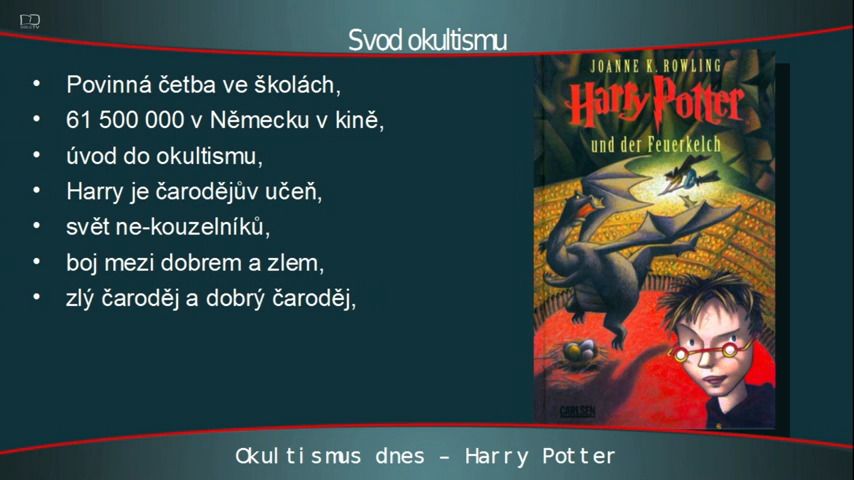 Svod okultismu
• Povinná četba ve školách,
• 61 500 000 v Německu v kině,
• úvod do okultismu,
• Harry je čarodějův učeň,
• svět ne-kouzelníků,
• boj mezi dobrem a zlem,
• zlý čaroděj a dobrý čaroděj,
JOANNE K. ROWLING
Harry Potter
und der Feuerkelch
CARLSEN
Okultismus dnes – Harry Potter